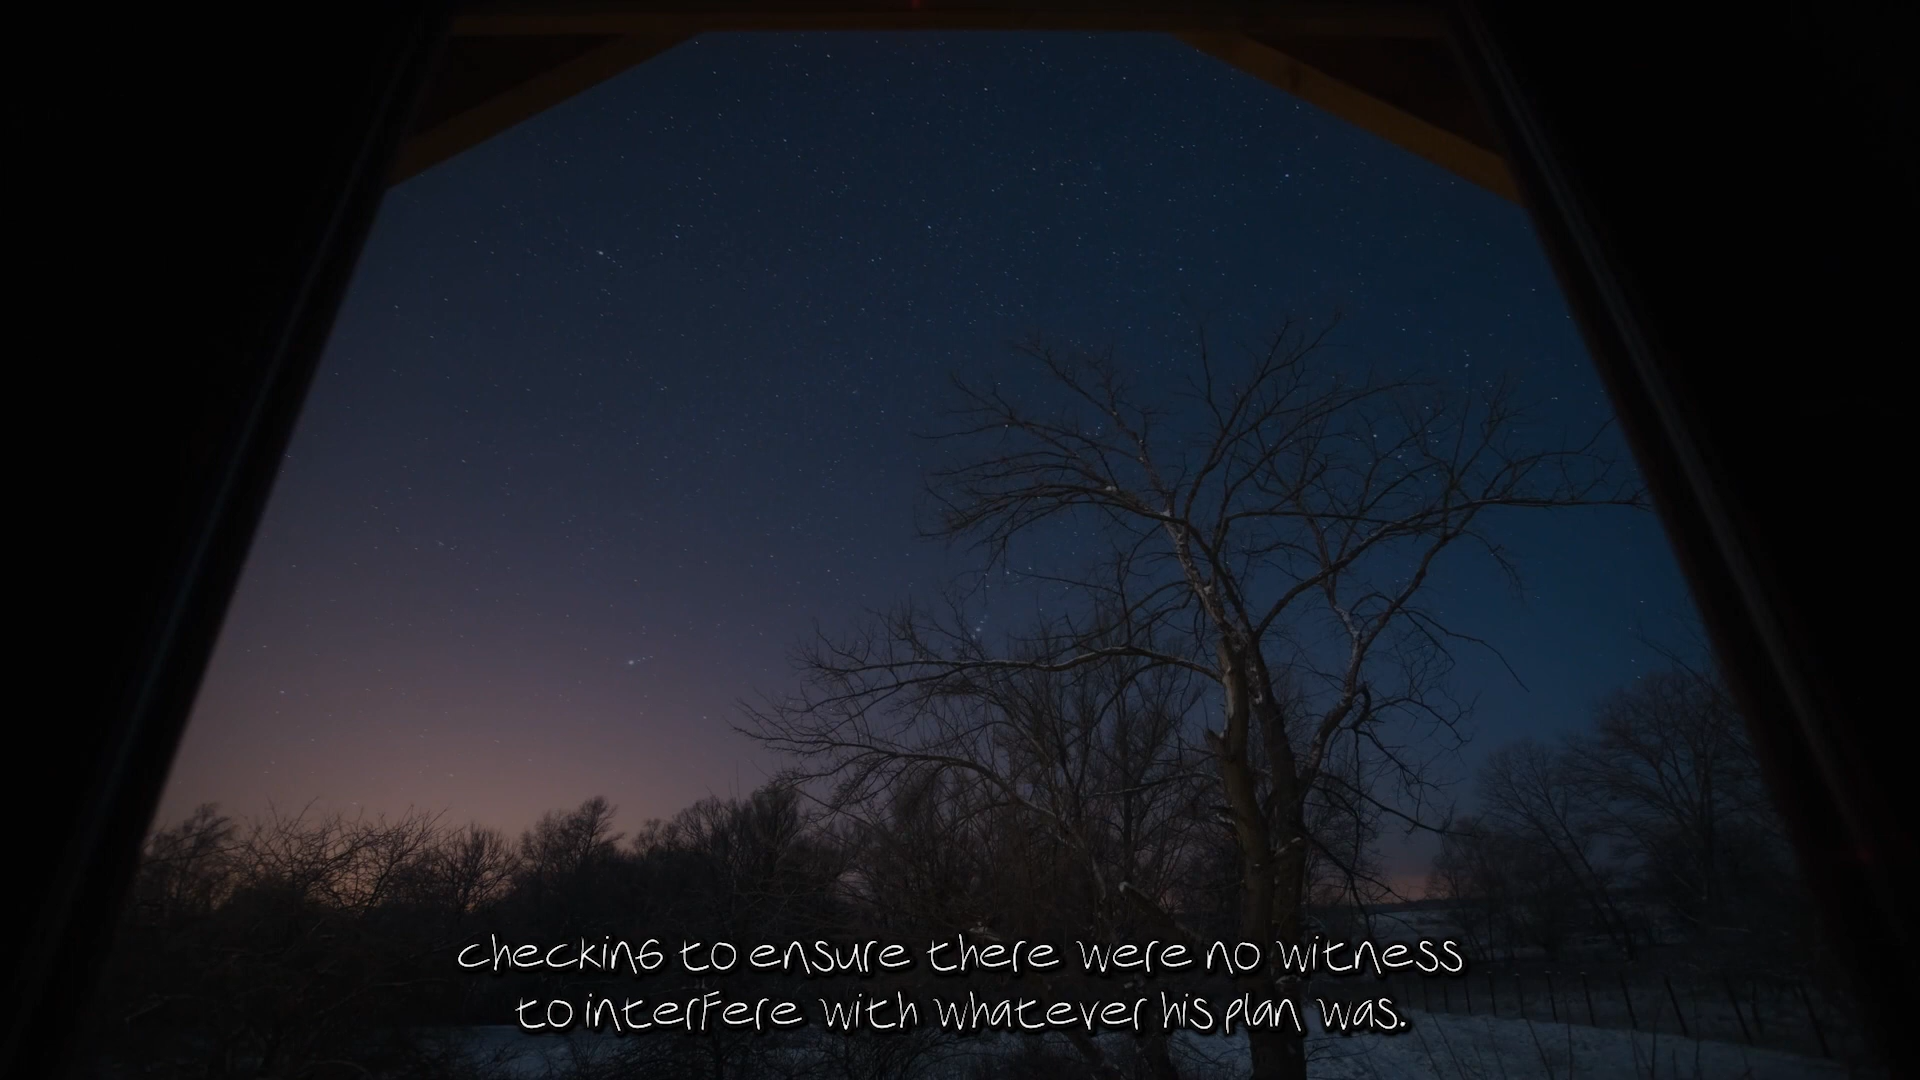 checking to ensure there were no witness
to interfere with whatever his plan was.